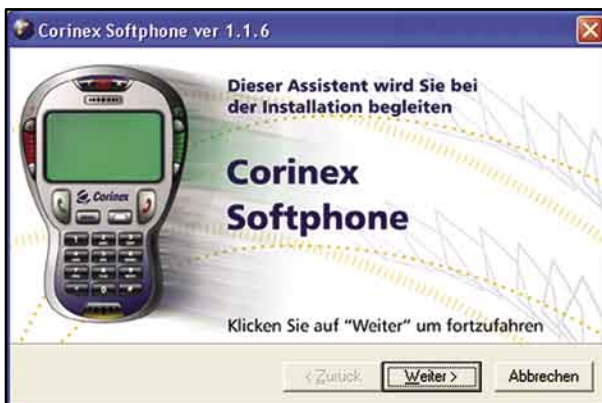 Corinex Softphone ver 1.1.6
Dieser Assistent wird Sie bei
der Installation begleiten
Corinex
Corinex
Softphone
Klicken Sie auf "Weiter" um fortzufahren
< Zurück
Weiter >
Abbrechen